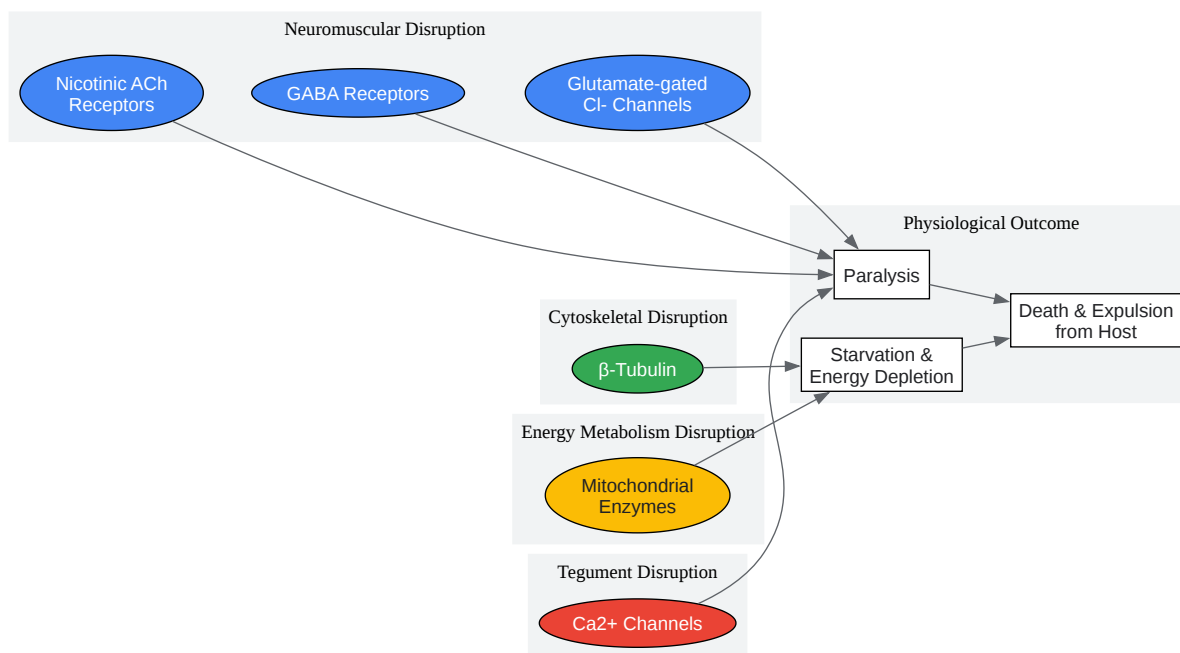 Neuromuscular Disruption
Nicotinic ACh
Receptors
GABA Receptors
Glutamate-gated
Cl- Channels
Physiological Outcome
Paralysis
Death & Expulsion
from Host
Starvation &
Energy Depletion
Cytoskeletal Disruption
β-Tubulin
Energy Metabolism Disruption
Mitochondrial
Enzymes
Tegument Disruption
Ca2+ Channels